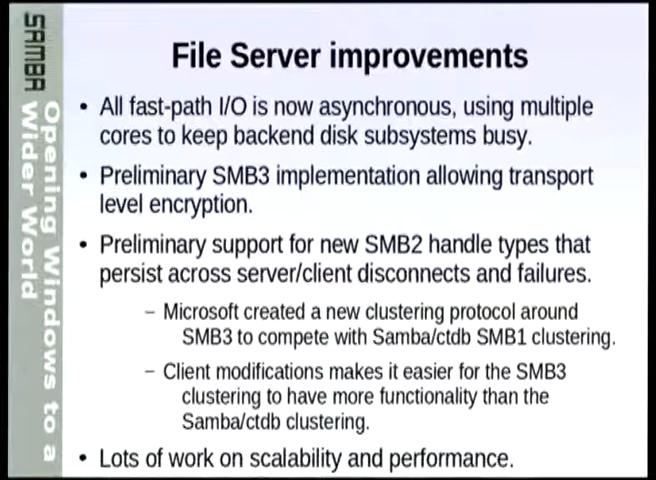 SAMBA
Opening Windows to a
Wider World
File Server improvements
• All fast-path I/O is now asynchronous, using multiple
cores to keep backend disk subsystems busy.
• Preliminary SMB3 implementation allowing transport
level encryption.
• Preliminary support for new SMB2 handle types that
persist across server/client disconnects and failures.
– Microsoft created a new clustering protocol around
SMB3 to compete with Samba/ctdb SMB1 clustering.
– Client modifications makes it easier for the SMB3
clustering to have more functionality than the
Samba/ctdb clustering.
• Lots of work on scalability and performance.